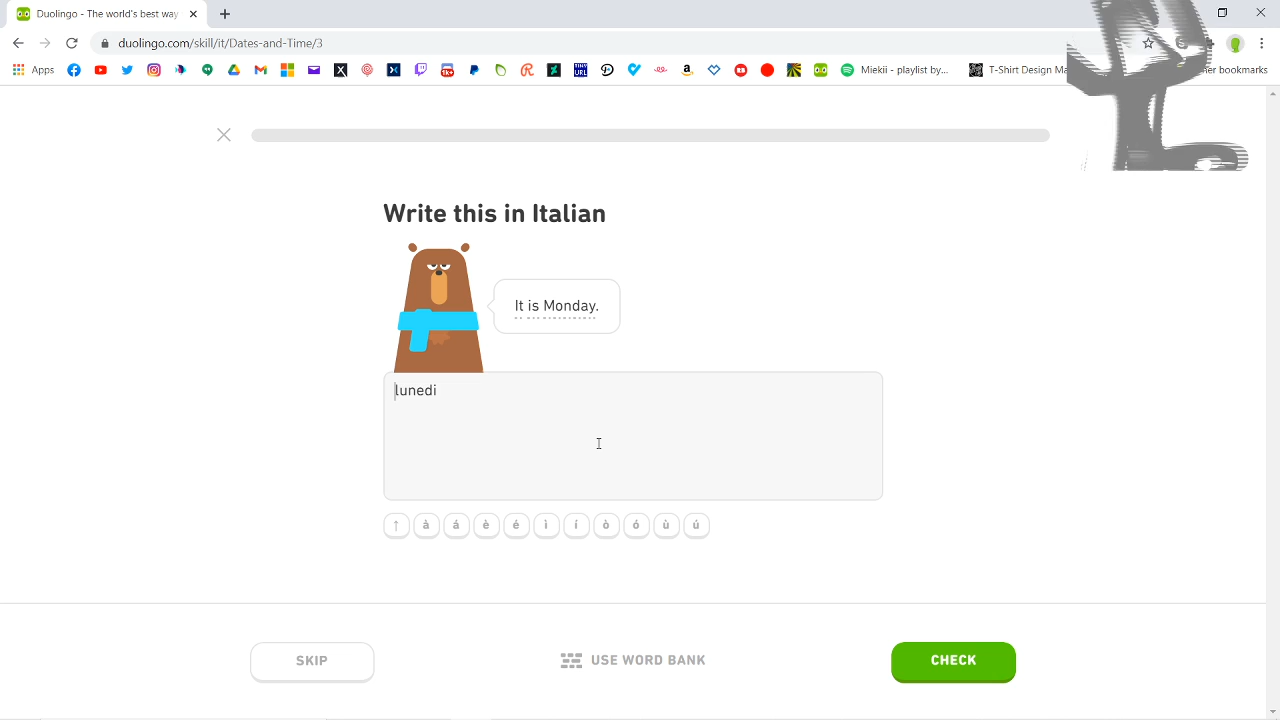 Duolingo - The world's best way
duolingo.com/skill/it/Dates-and-Time/3
Apps
Miekii - playlist by...
T-Shirt Design Ma
her bookmarks
Write this in Italian
It is Monday.
lunedi
↑ à á è é ì í ò ó ù ú
SKIP
USE WORD BANK
CHECK